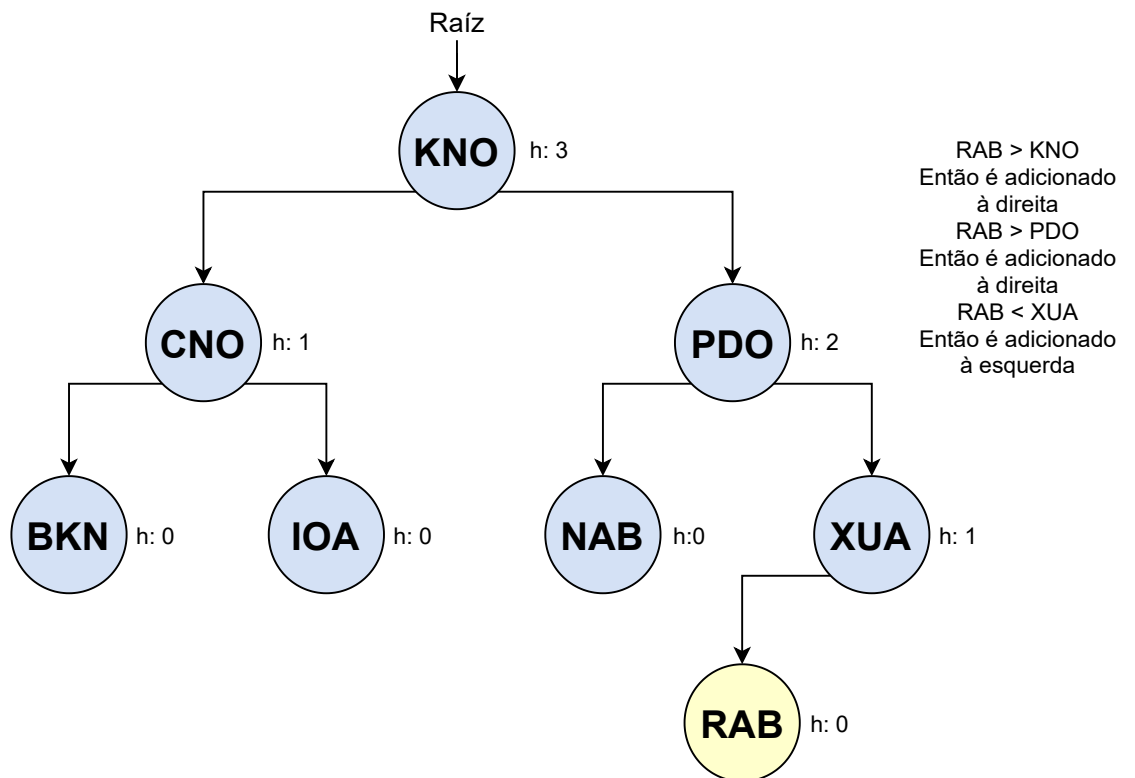 Raíz
KNO
h: 3
RAB > KNO
Então é adicionado
à direita
RAB > PDO
Então é adicionado
à direita
RAB < XUA
Então é adicionado
à esquerda
CNO
h: 1
PDO
h: 2
BKN
h: 0
IOA
h: 0
NAB
h:0
XUA
h: 1
RAB
h: 0